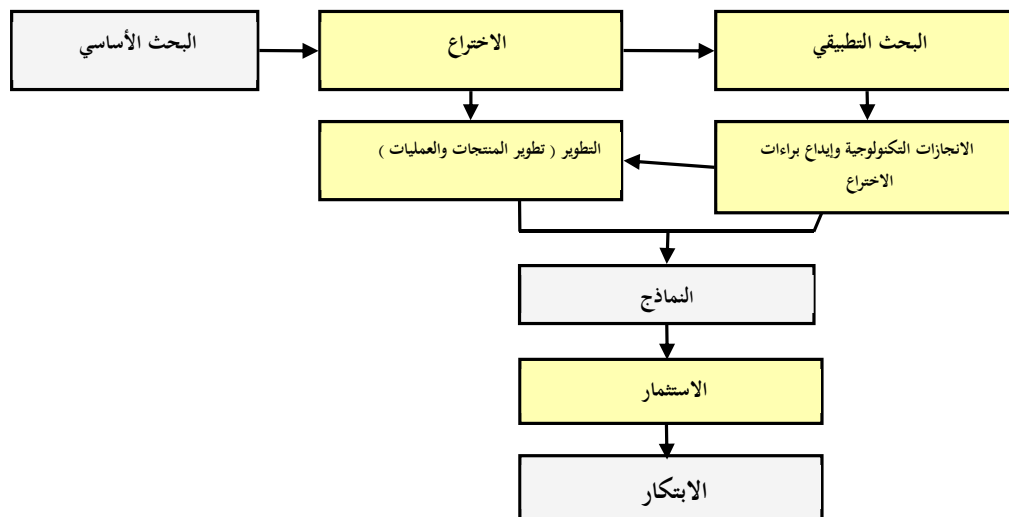 البحث الأساسي
الاختراع
البحث التطبيقي
التطوير ( تطوير المنتجات والعمليات )
الانجازات التكنولوجية وإيداع براءات
الاختراع
النماذج
الاستثمار
الابتكار